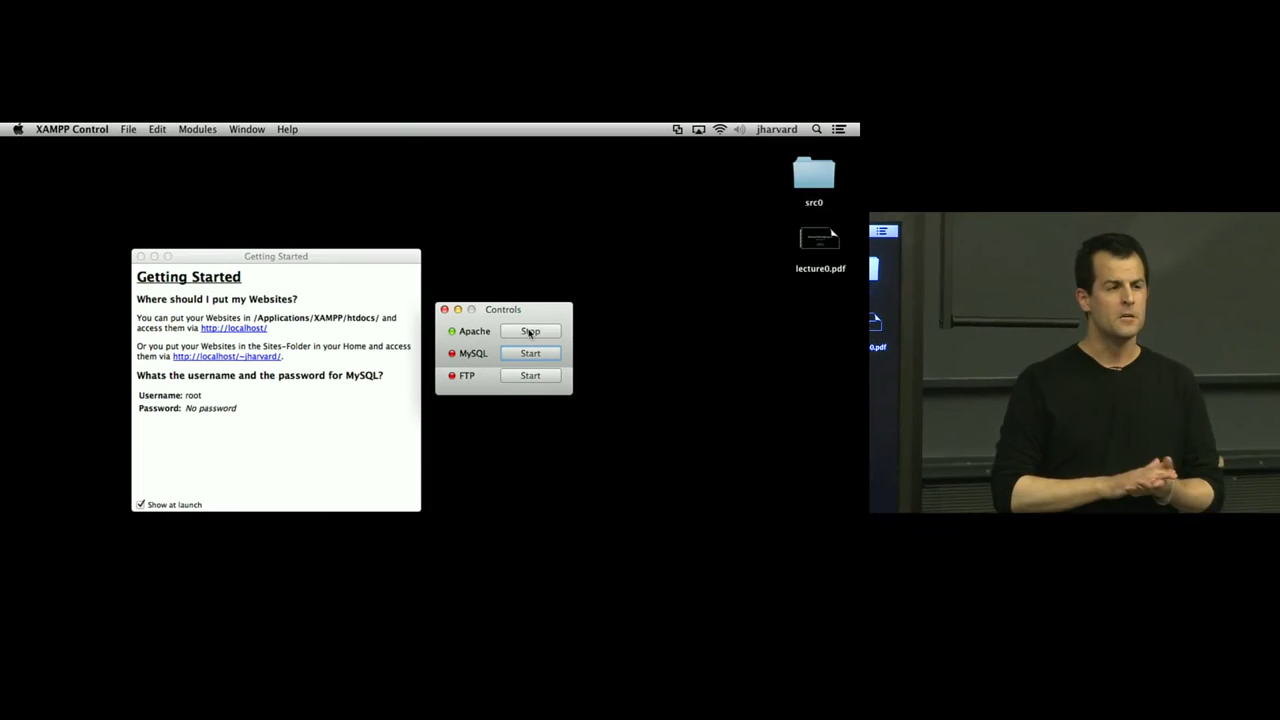 XAMPP Control File Edit Modules Window Help jharvard
src0
lecture0.pdf
Getting Started
Getting Started
Where should I put my Websites?
You can put your Websites in /Applications/XAMPP/htdocs/ and
access them via http://localhost/
Or you put your Websites in the Sites-Folder in your Home and access
them via http://localhost/~jharvard/.
Whats the username and the password for MySQL?
Username: root
Password: No password
Show at launch
Controls
Apache Stop
MySQL Start
FTP Start
0.pdf